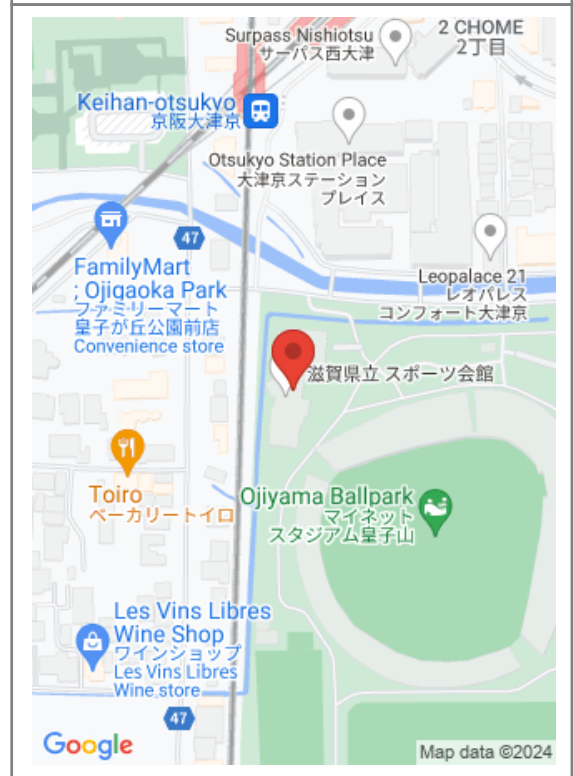 Surpass Nishiotsu
サーパス西大津
2 CHOME
2丁目
Keihan-otsukyo
京阪大津京
Otsukyo Station Place
大津京ステーション
プレイス
47
FamilyMart
; Ojigaoka Park
ファミリーマート
皇子が丘公園前店
Convenience store
Leopalace 21
レオパレス
コンフォート大津京
滋賀県立 スポーツ会館
Toiro
ベーカリートイロ
Ojiyama Ballpark
マイネット
スタジアム皇子山
Les Vins Libres
Wine Shop
ワインショップ
Les Vins Libres
Wine store
47
Google
Map data ©2024